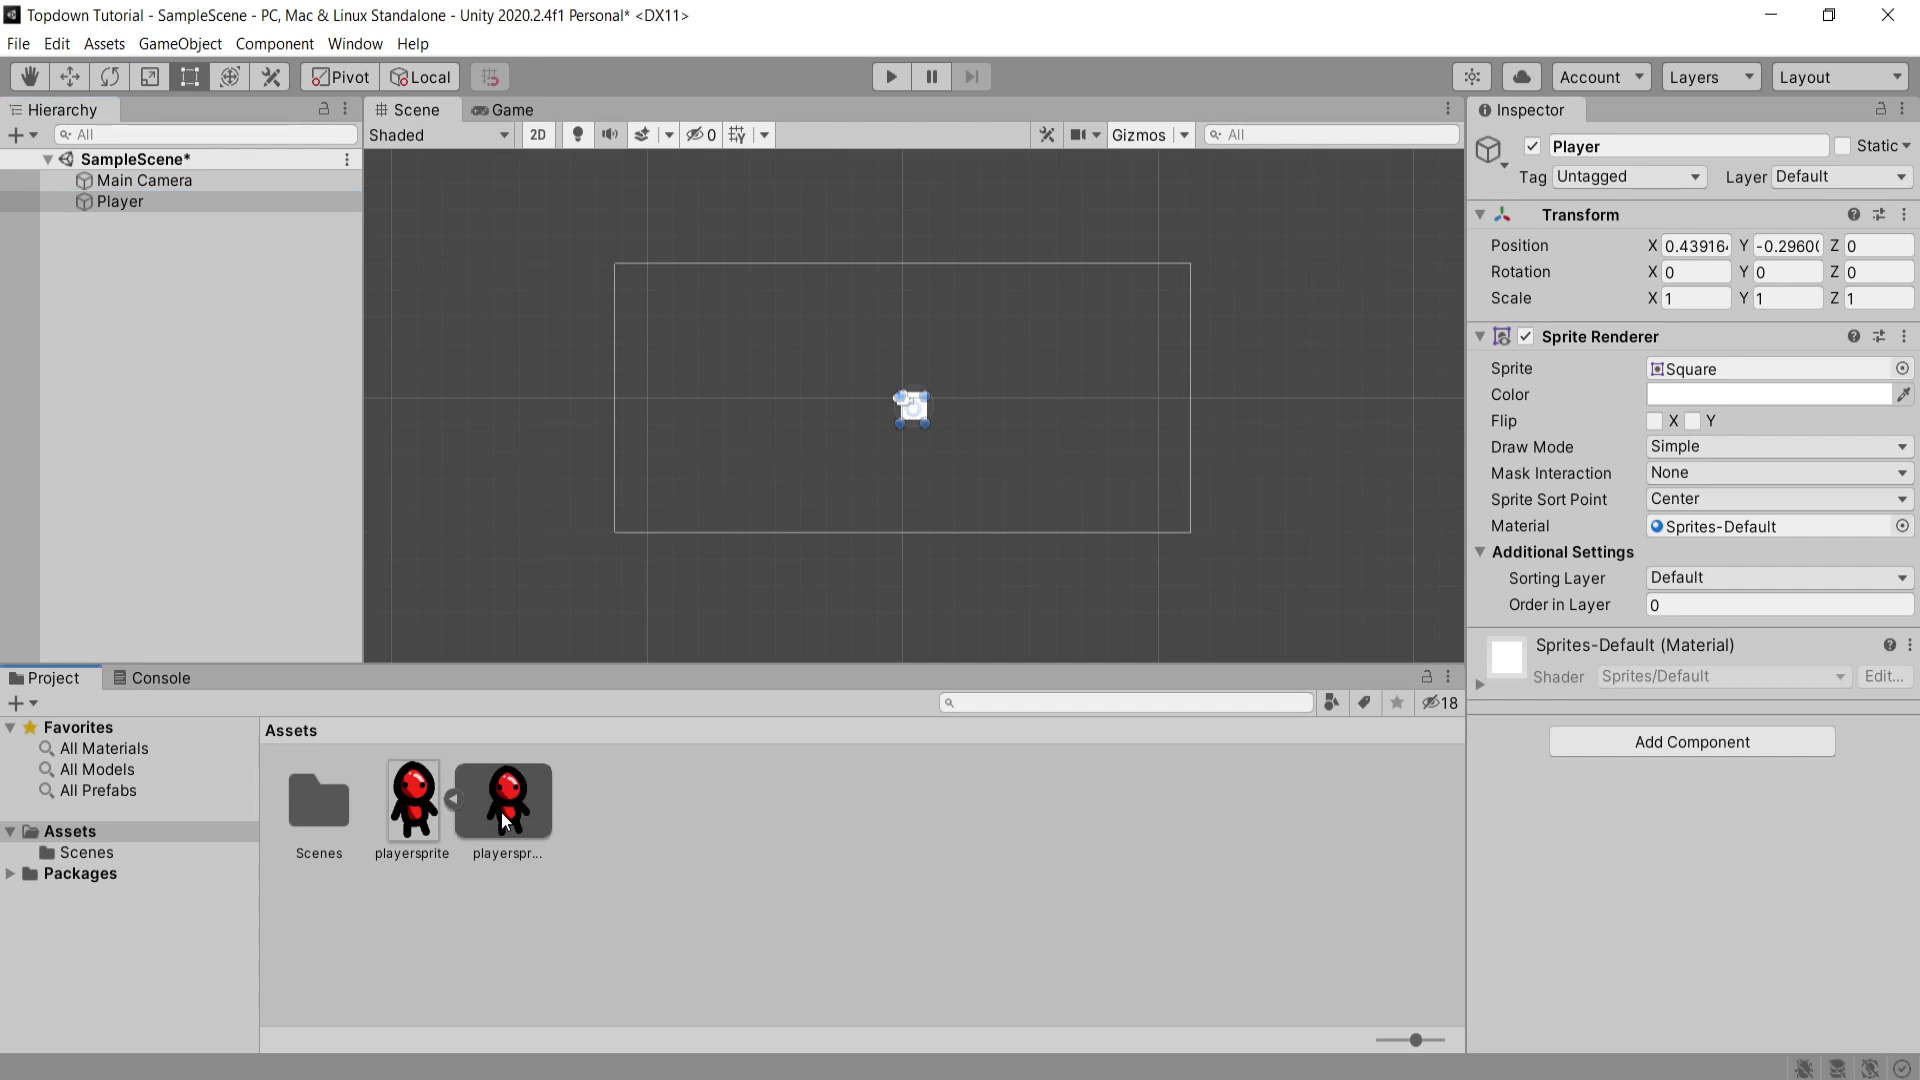 Topdown Tutorial - SampleScene - PC, Mac & Linux Standalone - Unity 2020.2.4f1 Personal* <DX11>
File Edit Assets GameObject Component Window Help
Pivot Local Account Layers Layout
Hierarchy
All
SampleScene*
Main Camera
Player
Scene Game
Shaded 2D 0 Gizmos All
Inspector
Player Static
Tag Untagged Layer Default
Transform
Position X 0.43916 Y -0.2960 Z 0
Rotation X 0 Y 0 Z 0
Scale X 1 Y 1 Z 1
Sprite Renderer
Sprite Square
Color
Flip X Y
Draw Mode Simple
Mask Interaction None
Sprite Sort Point Center
Material Sprites-Default
Additional Settings
Sorting Layer Default
Order in Layer 0
Sprites-Default (Material)
Shader Sprites/Default Edit...
Add Component
Project Console
18
Favorites
All Materials
All Models
All Prefabs
Assets
Scenes
Packages
Assets
Scenes playersprite playerspr...